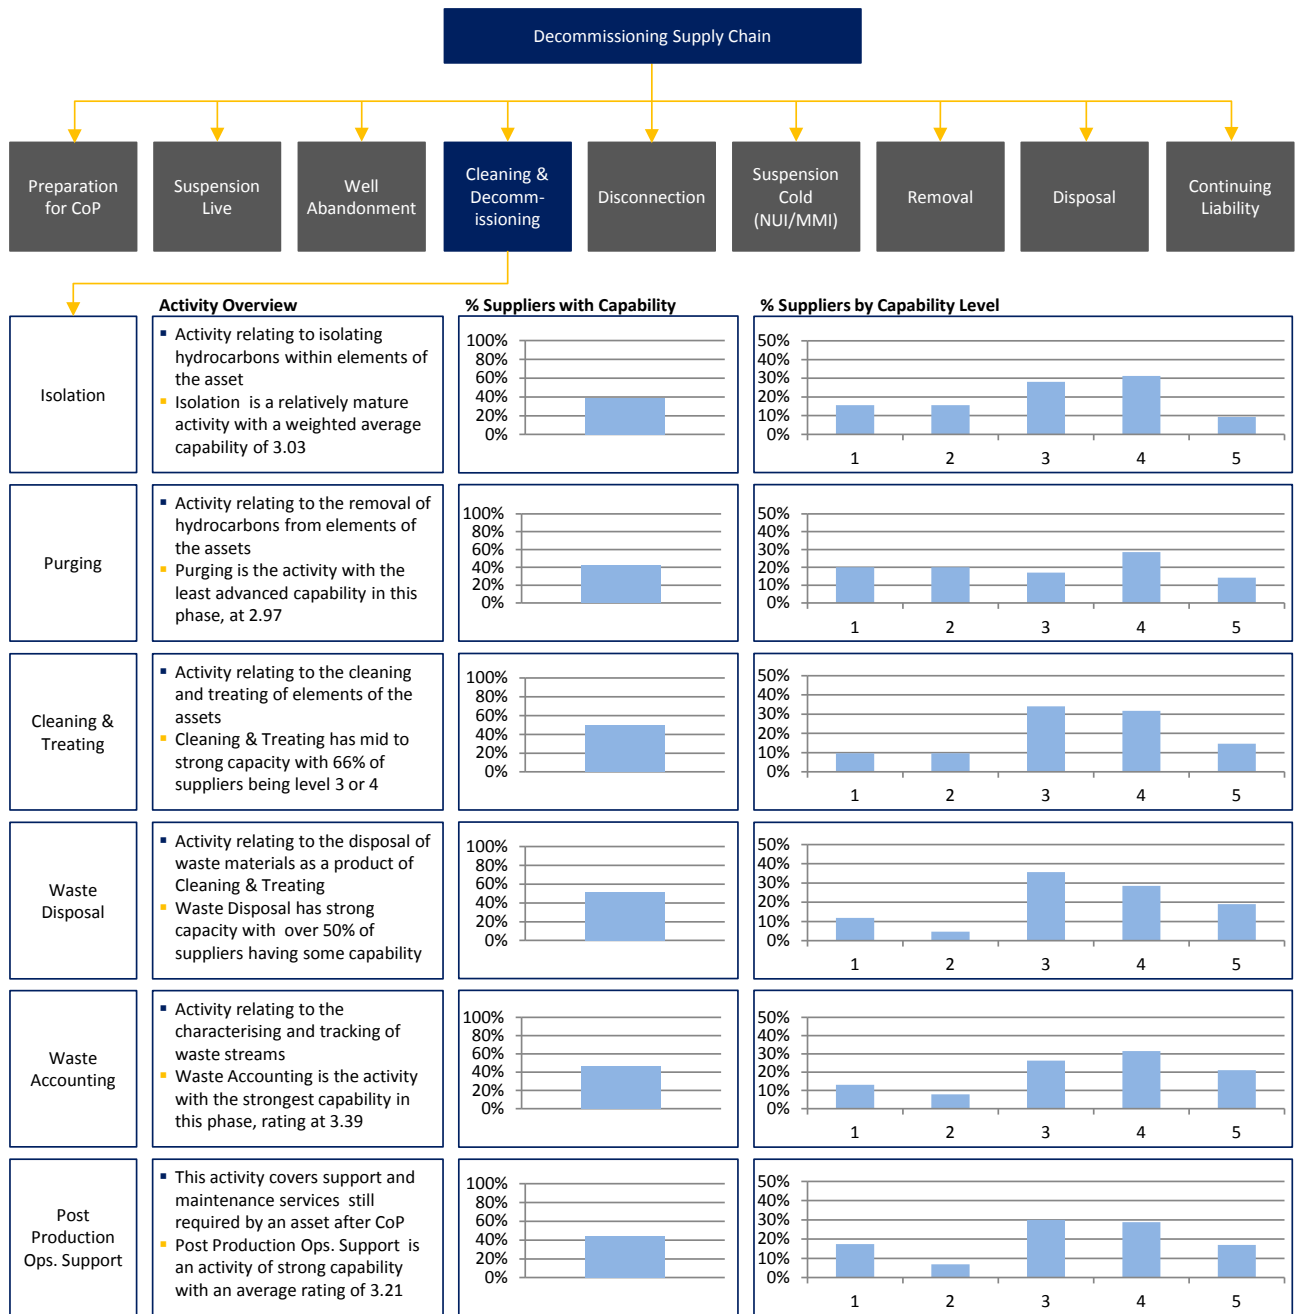 Decommissioning Supply Chain
Preparation
for CoP
Suspension
Live
Well
Abandonment
Cleaning &
Decomm-
issioning
Disconnection
Suspension
Cold
(NUI/MMI)
Removal
Disposal
Continuing
Liability
Activity Overview
% Suppliers with Capability
% Suppliers by Capability Level
Isolation
Activity relating to isolating
hydrocarbons within elements of
the asset
Isolation is a relatively mature
activity with a weighted average
capability of 3.03
100%
80%
60%
40%
20%
0%
50%
40%
30%
20%
10%
0%
1 2 3 4 5
Purging
Activity relating to the removal of
hydrocarbons from elements of
the assets
Purging is the activity with the
least advanced capability in this
phase, at 2.97
100%
80%
60%
40%
20%
0%
50%
40%
30%
20%
10%
0%
1 2 3 4 5
Cleaning &
Treating
Activity relating to the cleaning
and treating of elements of the
assets
Cleaning & Treating has mid to
strong capacity with 66% of
suppliers being level 3 or 4
100%
80%
60%
40%
20%
0%
50%
40%
30%
20%
10%
0%
1 2 3 4 5
Waste
Disposal
Activity relating to the disposal of
waste materials as a product of
Cleaning & Treating
Waste Disposal has strong
capacity with over 50% of
suppliers having some capability
100%
80%
60%
40%
20%
0%
50%
40%
30%
20%
10%
0%
1 2 3 4 5
Waste
Accounting
Activity relating to the
characterising and tracking of
waste streams
Waste Accounting is the activity
with the strongest capability in
this phase, rating at 3.39
100%
80%
60%
40%
20%
0%
50%
40%
30%
20%
10%
0%
1 2 3 4 5
Post
Production
Ops. Support
This activity covers support and
maintenance services still
required by an asset after CoP
Post Production Ops. Support is
an activity of strong capability
with an average rating of 3.21
100%
80%
60%
40%
20%
0%
50%
40%
30%
20%
10%
0%
1 2 3 4 5